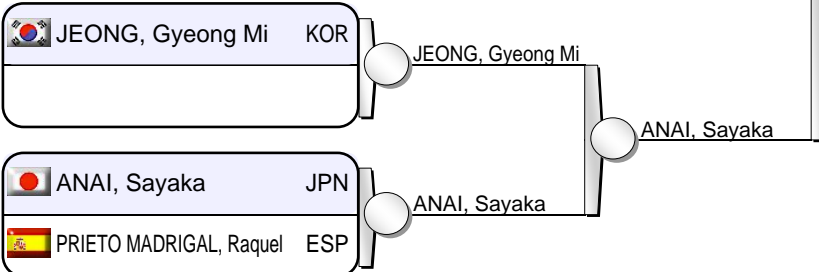 JEONG, Gyeong Mi KOR
JEONG, Gyeong Mi
ANAI, Sayaka
ANAI, Sayaka JPN
ANAI, Sayaka
PRIETO MADRIGAL, Raquel ESP